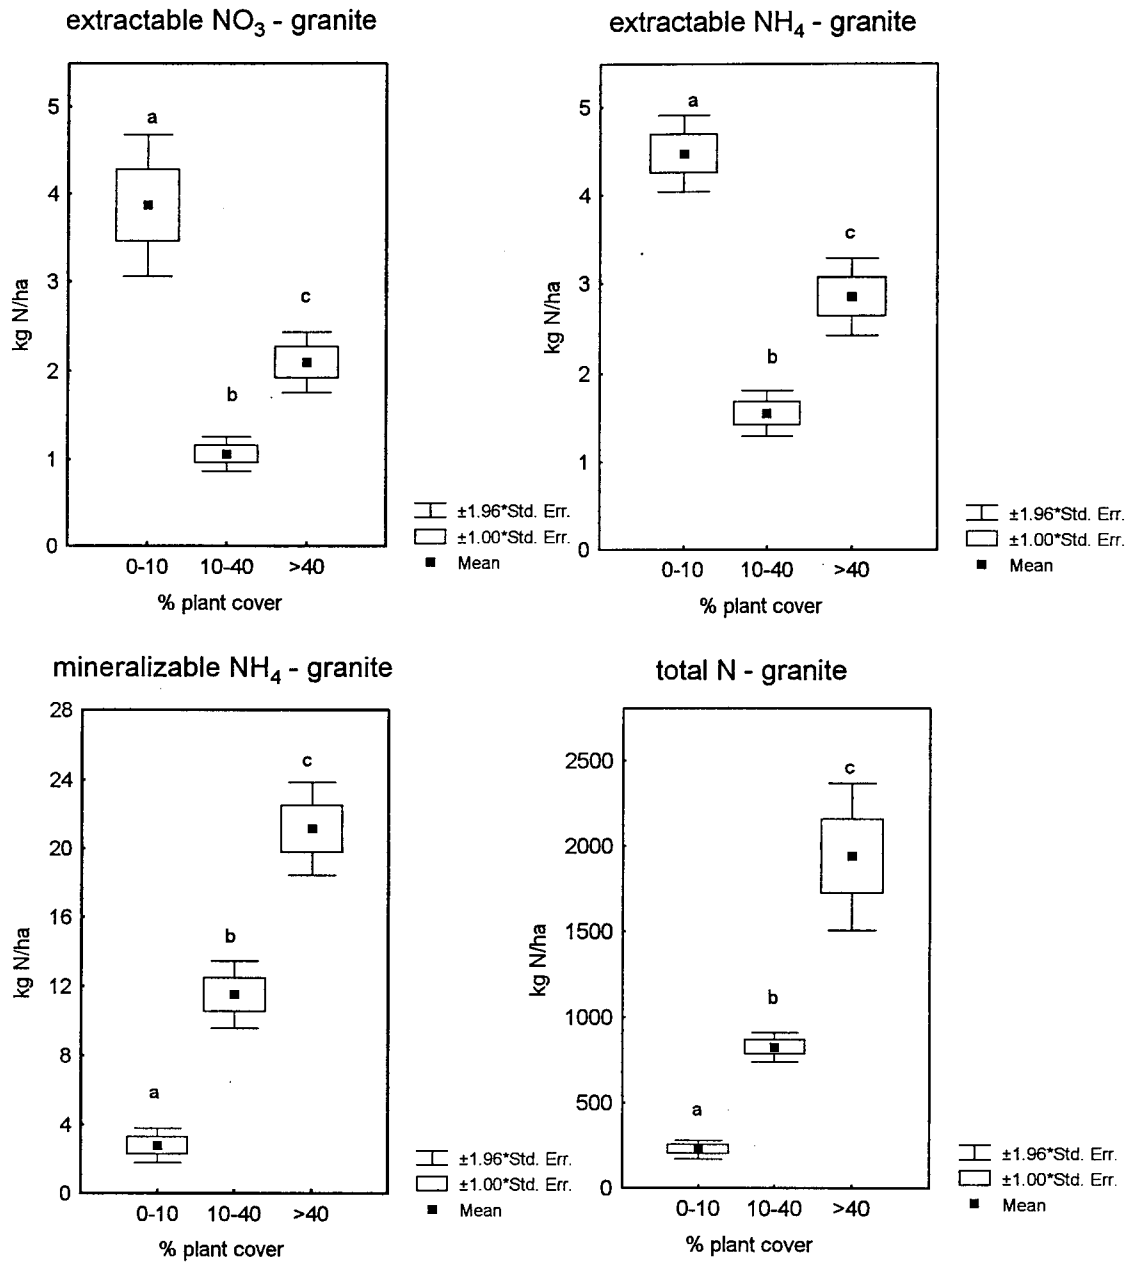 extractable NO3 - granite
5
4
3
2
1
0
kg N/ha
a
b
c
0-10 10-40 >40
% plant cover
±1.96*Std. Err.
±1.00*Std. Err.
Mean
extractable NH4 - granite
5
4
3
2
1
0
kg N/ha
a
b
c
0-10 10-40 >40
% plant cover
±1.96*Std. Err.
±1.00*Std. Err.
Mean
mineralizable NH4 - granite
28
24
20
16
12
8
4
0
kg N/ha
a
b
c
0-10 10-40 >40
% plant cover
±1.96*Std. Err.
±1.00*Std. Err.
Mean
total N - granite
2500
2000
1500
1000
500
0
kg N/ha
a
b
c
0-10 10-40 >40
% plant cover
±1.96*Std. Err.
±1.00*Std. Err.
Mean